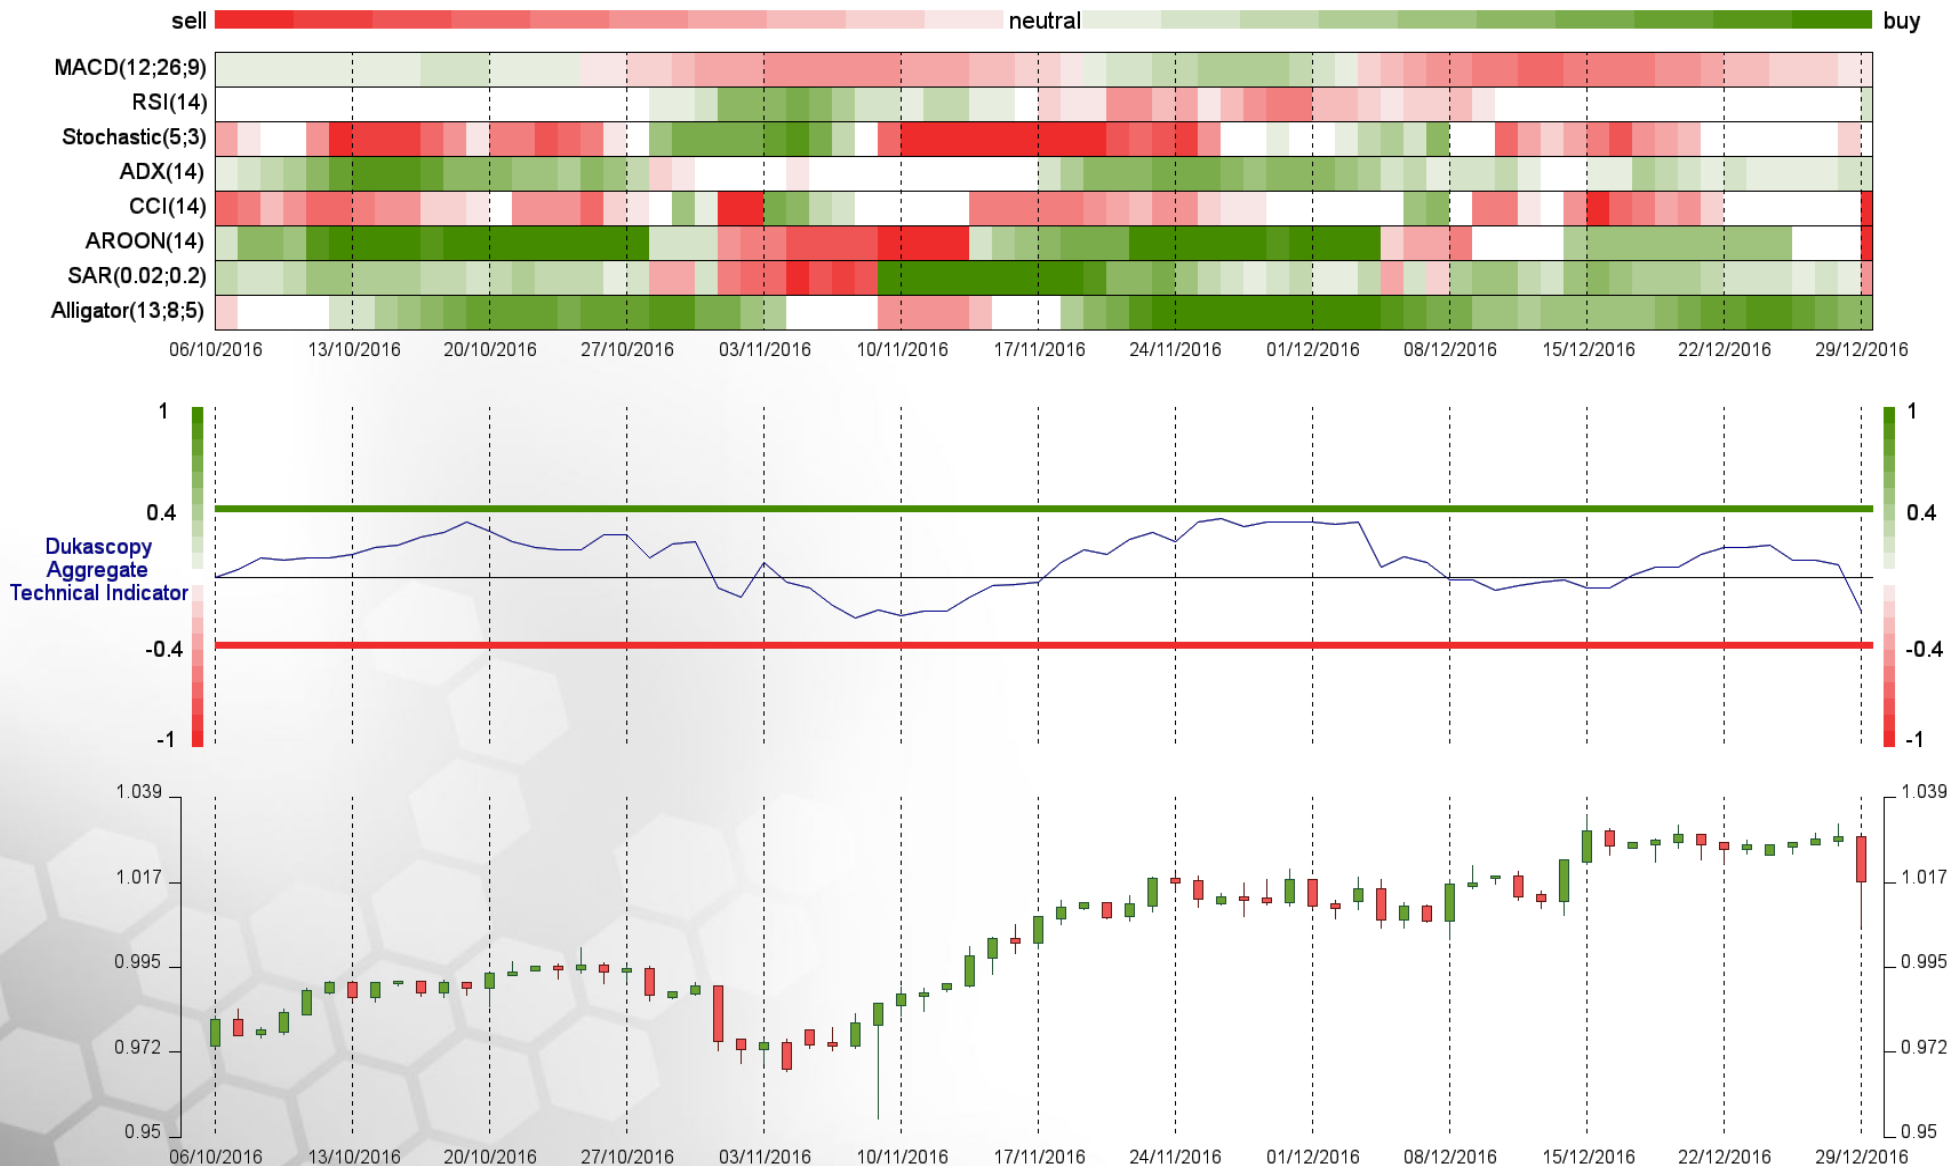 sell neutral buy
MACD(12;26;9)
RSI(14)
Stochastic(5;3)
ADX(14)
CCI(14)
AROON(14)
SAR(0.02;0.2)
Alligator(13;8;5)
06/10/2016 13/10/2016 20/10/2016 27/10/2016 03/11/2016 10/11/2016 17/11/2016 24/11/2016 01/12/2016 08/12/2016 15/12/2016 22/12/2016 29/12/2016
1 1
0.4 0.4
Dukascopy
Aggregate
Technical Indicator
-0.4 -0.4
-1 -1
1.039 1.039
1.017 1.017
0.995 0.995
0.972 0.972
0.95 0.95
06/10/2016 13/10/2016 20/10/2016 27/10/2016 03/11/2016 10/11/2016 17/11/2016 24/11/2016 01/12/2016 08/12/2016 15/12/2016 22/12/2016 29/12/2016